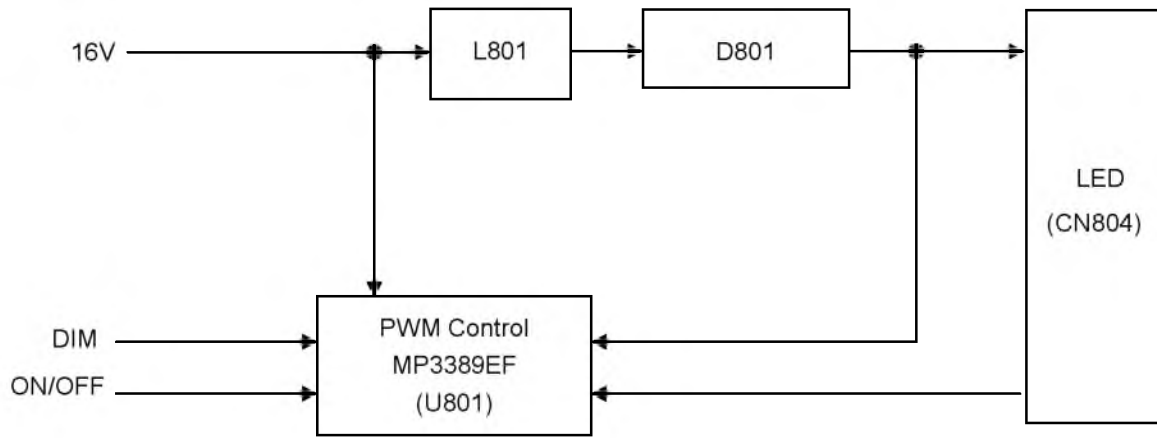 16V
L801
D801
LED
(CN804)
DIM
ON/OFF
PWM Control
MP3389EF
(U801)